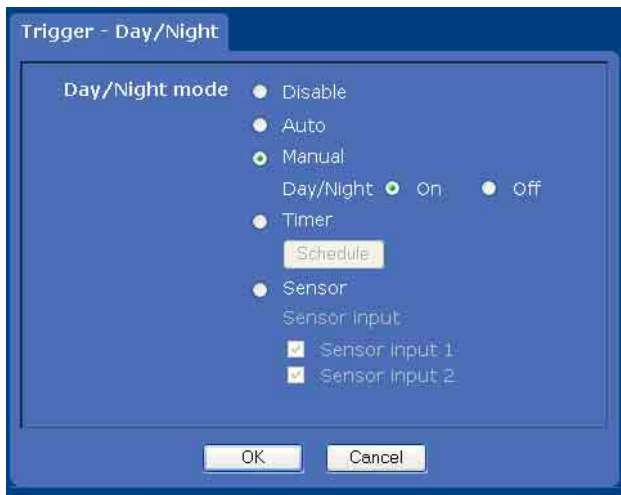 Trigger - Day/Night
Day/Night mode Disable
Auto
Manual
Day/Night On Off
Timer
Schedule
Sensor
Sensor input
Sensor input 1
Sensor input 2
OK Cancel